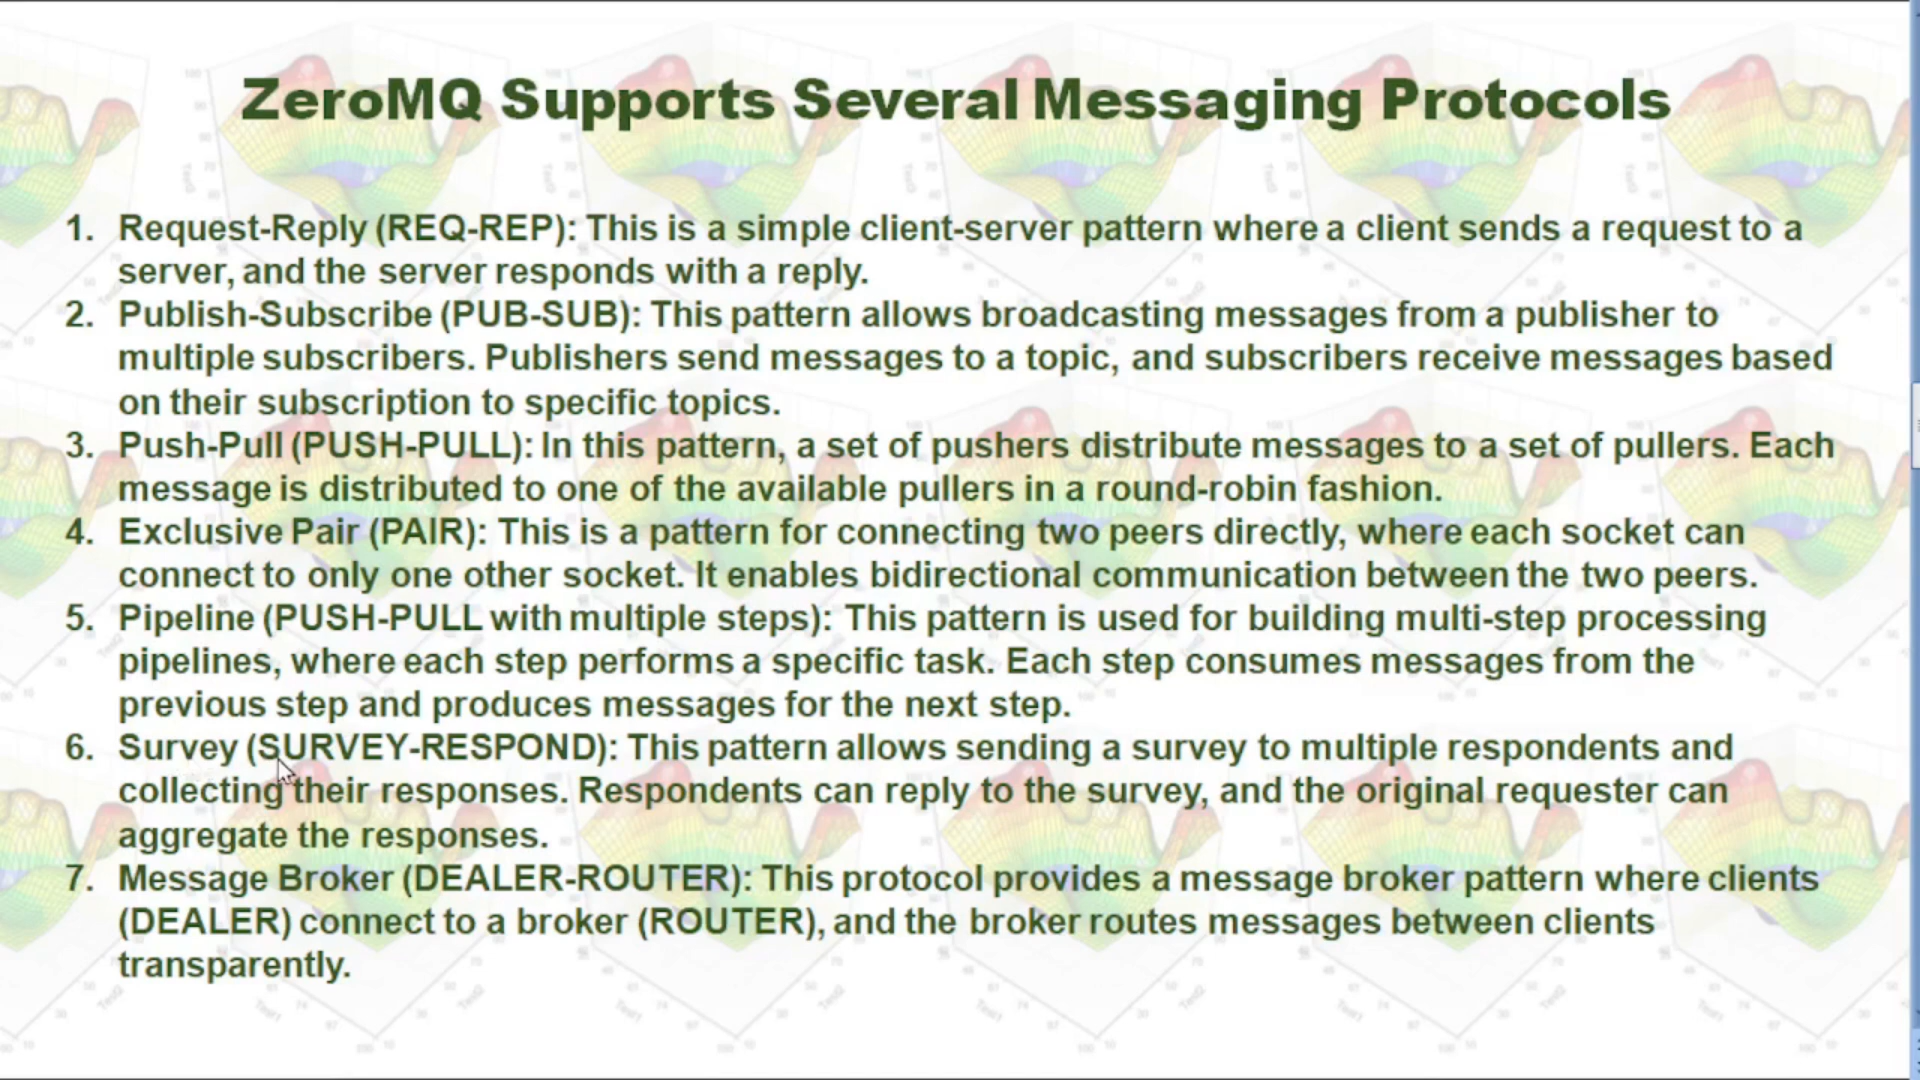 ZeroMQ Supports Several Messaging Protocols
1. Request-Reply (REQ-REP): This is a simple client-server pattern where a client sends a request to a
server, and the server responds with a reply.
2. Publish-Subscribe (PUB-SUB): This pattern allows broadcasting messages from a publisher to
multiple subscribers. Publishers send messages to a topic, and subscribers receive messages based
on their subscription to specific topics.
3. Push-Pull (PUSH-PULL): In this pattern, a set of pushers distribute messages to a set of pullers. Each
message is distributed to one of the available pullers in a round-robin fashion.
4. Exclusive Pair (PAIR): This is a pattern for connecting two peers directly, where each socket can
connect to only one other socket. It enables bidirectional communication between the two peers.
5. Pipeline (PUSH-PULL with multiple steps): This pattern is used for building multi-step processing
pipelines, where each step performs a specific task. Each step consumes messages from the
previous step and produces messages for the next step.
6. Survey (SURVEY-RESPOND): This pattern allows sending a survey to multiple respondents and
collecting their responses. Respondents can reply to the survey, and the original requester can
aggregate the responses.
7. Message Broker (DEALER-ROUTER): This protocol provides a message broker pattern where clients
(DEALER) connect to a broker (ROUTER), and the broker routes messages between clients
transparently.